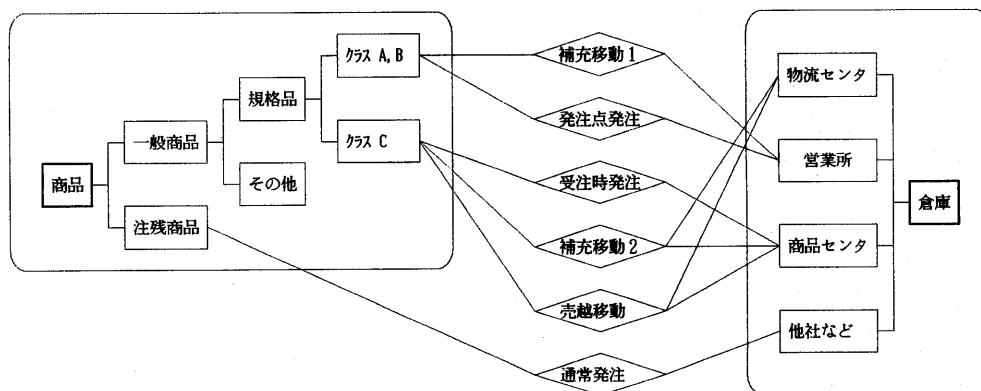 商品
一般商品
注残商品
規格品
その他
クラス A, B
クラス C
補充移動 1
発注点発注
受注時発注
補充移動 2
売越移動
通常発注
物流センタ
営業所
商品センタ
他社など
倉庫